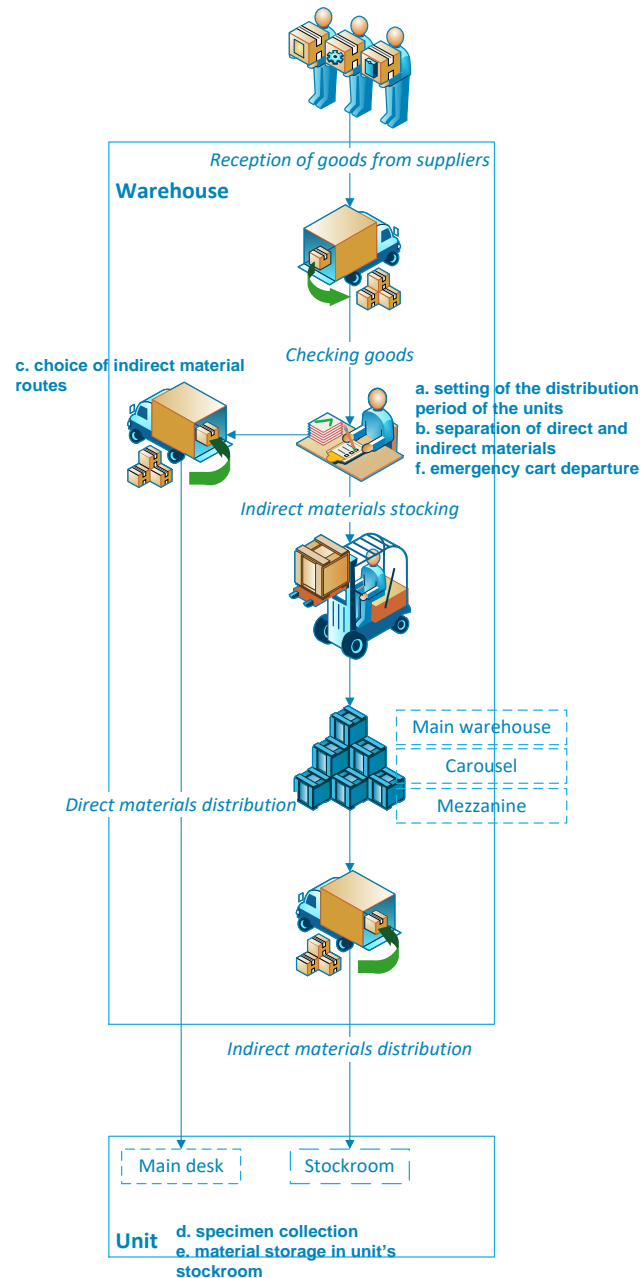 Reception of goods from suppliers
Warehouse
Checking goods
c. choice of indirect material
routes
a. setting of the distribution
period of the units
b. separation of direct and
indirect materials
f. emergency cart departure
Indirect materials stocking
Main warehouse
Carousel
Mezzanine
Direct materials distribution
Indirect materials distribution
Main desk
Stockroom
Unit
d. specimen collection
e. material storage in unit's
stockroom